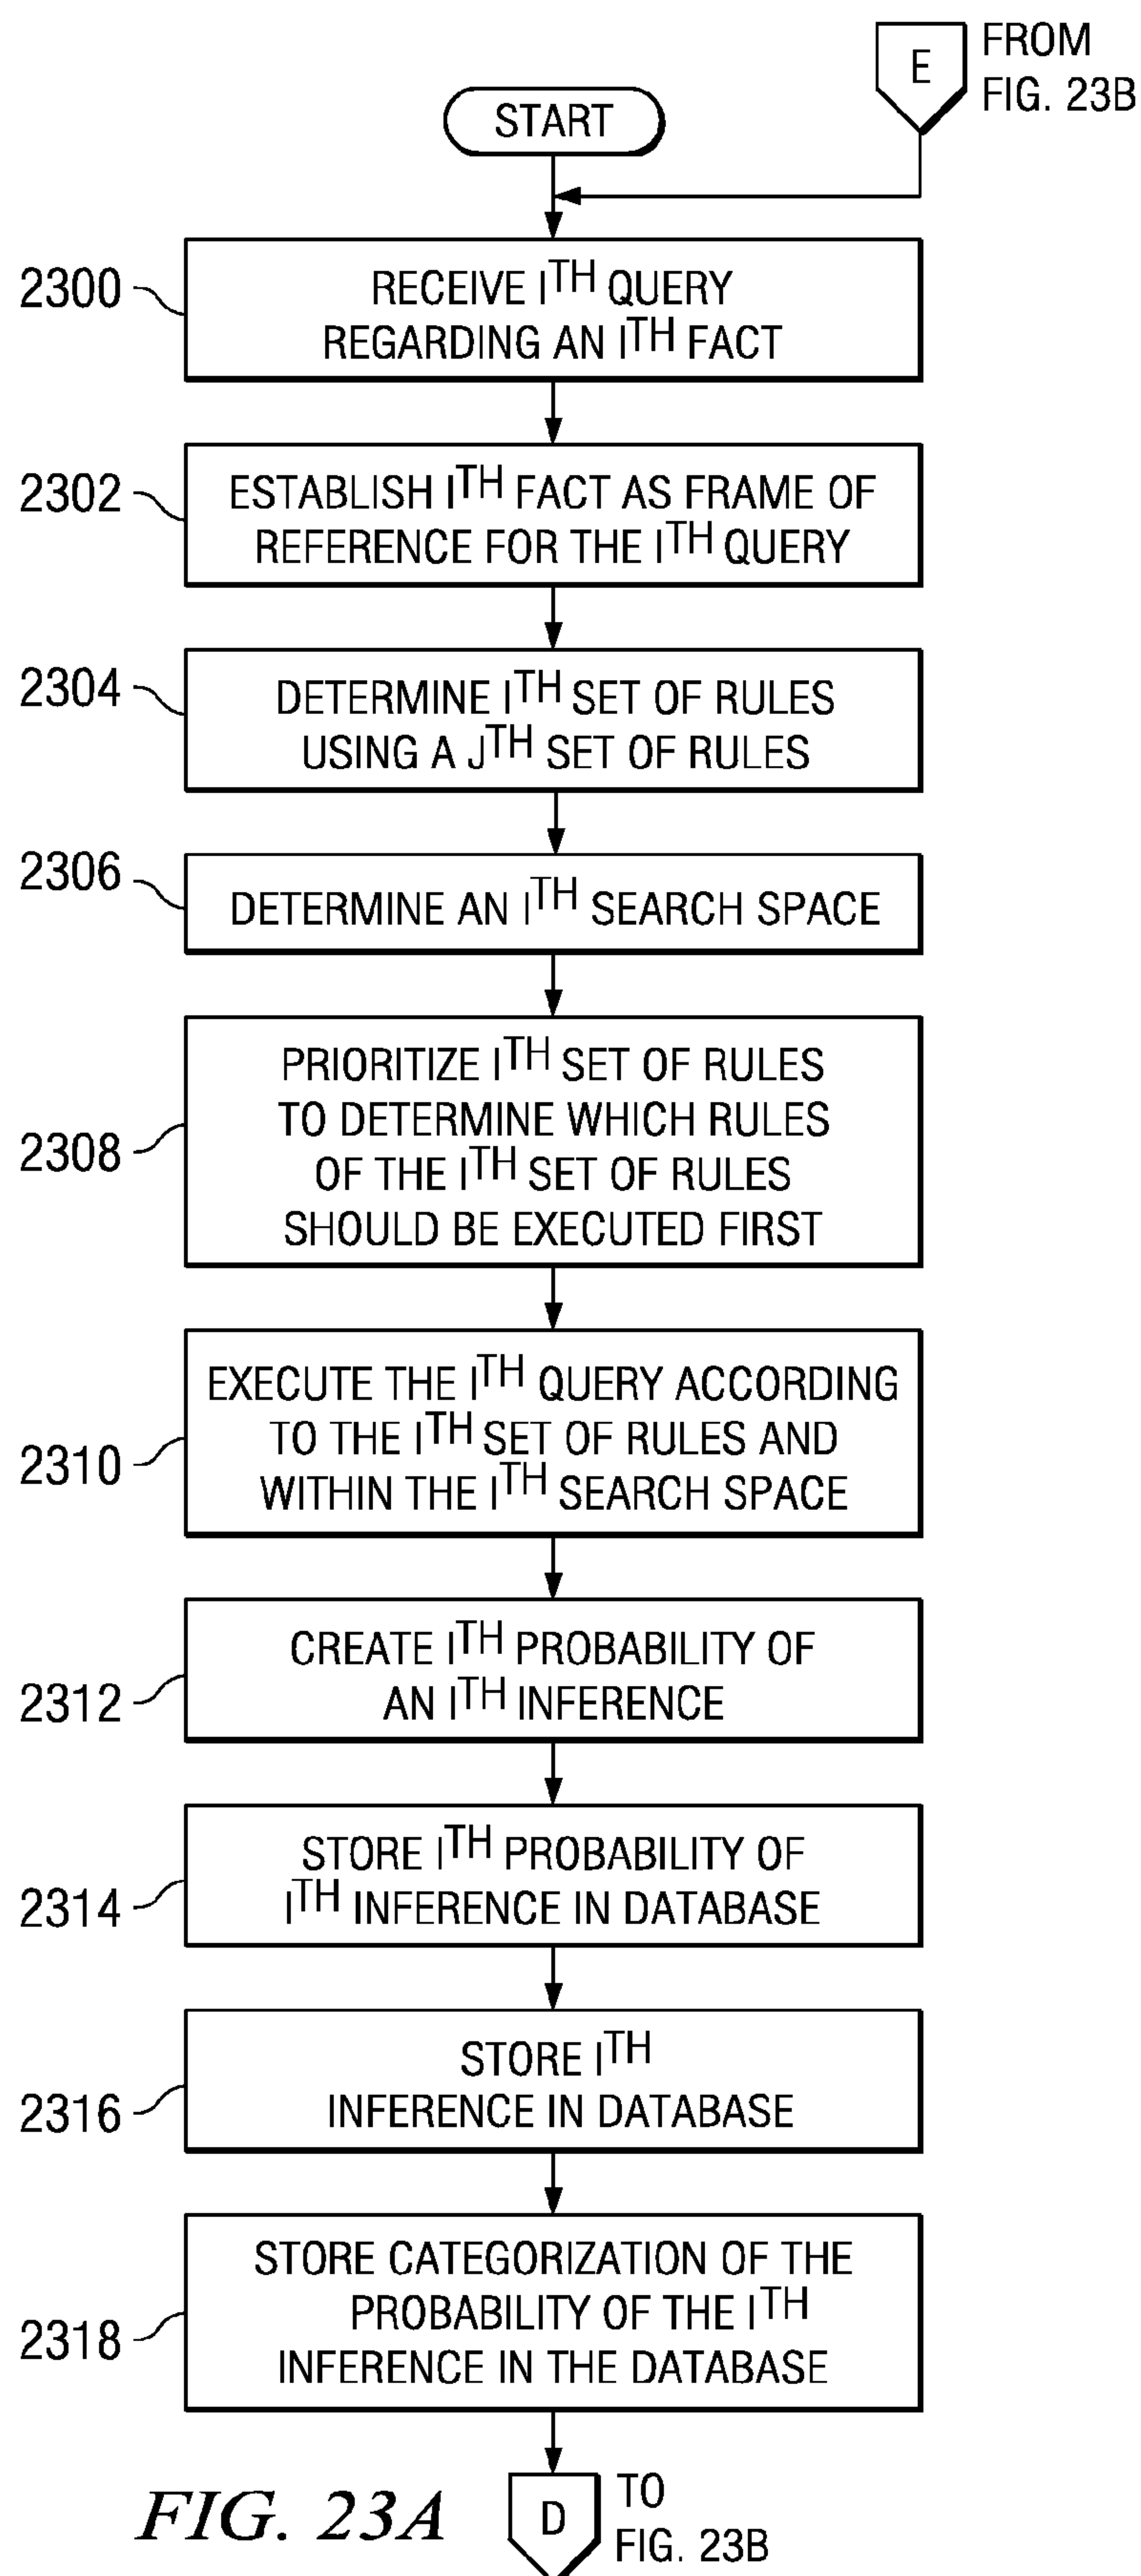 E
FROM
FIG. 23B
START
2300
RECEIVE ITH QUERY
REGARDING AN ITH FACT
2302
ESTABLISH ITH FACT AS FRAME OF
REFERENCE FOR THE ITH QUERY
2304
DETERMINE ITH SET OF RULES
USING A JTH SET OF RULES
2306
DETERMINE AN ITH SEARCH SPACE
2308
PRIORITIZE ITH SET OF RULES
TO DETERMINE WHICH RULES
OF THE ITH SET OF RULES
SHOULD BE EXECUTED FIRST
2310
EXECUTE THE ITH QUERY ACCORDING
TO THE ITH SET OF RULES AND
WITHIN THE ITH SEARCH SPACE
2312
CREATE ITH PROBABILITY OF
AN ITH INFERENCE
2314
STORE ITH PROBABILITY OF
ITH INFERENCE IN DATABASE
2316
STORE ITH
INFERENCE IN DATABASE
2318
STORE CATEGORIZATION OF THE
PROBABILITY OF THE ITH
INFERENCE IN THE DATABASE
FIG. 23A
D
TO
FIG. 23B